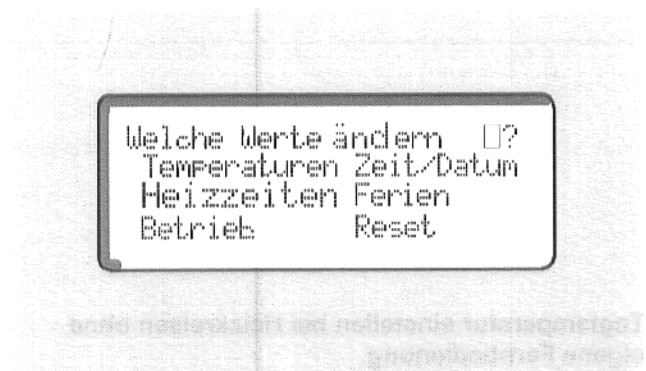 Welche Werte ändern ?
Temperaturen Zeit/Datum
Heizzeiten Ferien
Betrieb Reset